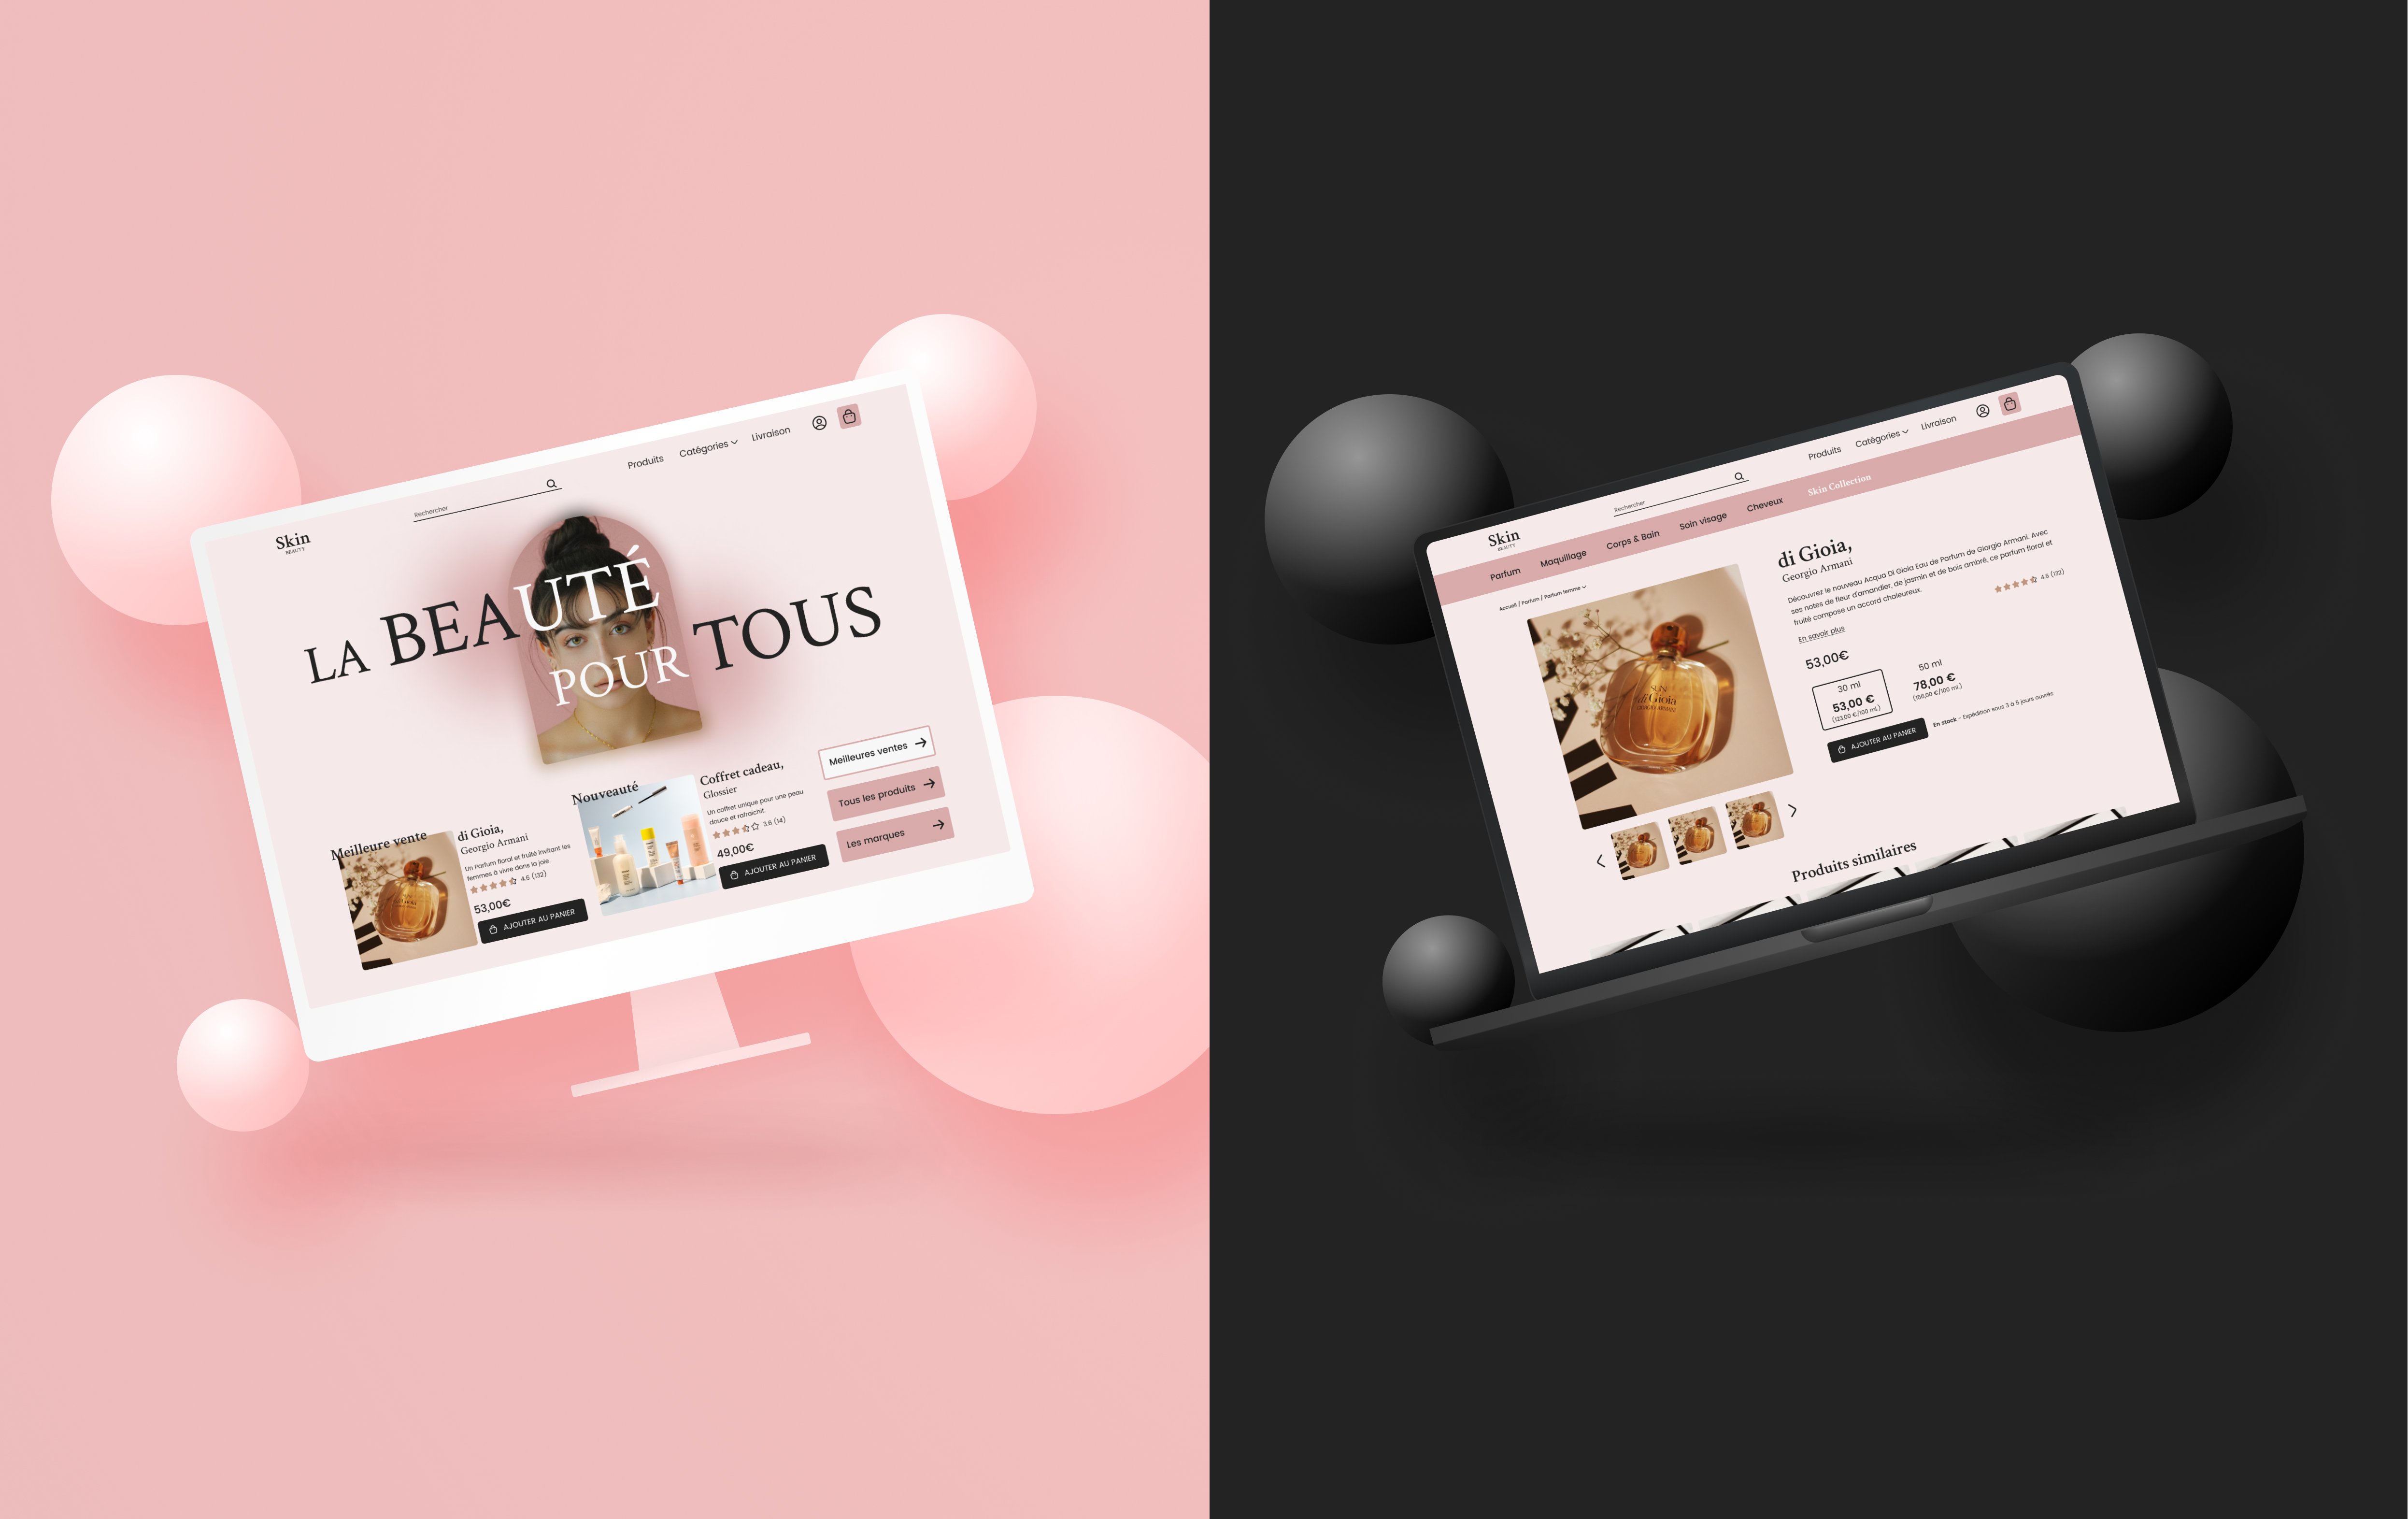 Skin
BEAUTY
Rechercher
Produits
Catégories
Livraison
LA BEAUTÉ
POUR TOUS
Meilleure vente
di Gioia,
Georgio Armani
Un Parfum floral et fruité invitant les
femmes à vivre dans la joie.
4.6 (132)
53,00€
AJOUTER AU PANIER
Nouveauté
Coffret cadeau,
Glossier
Un coffret unique pour une peau
douce et rafraichit.
3.6 (14)
49,00€
AJOUTER AU PANIER
Meilleures ventes
Tous les produits
Les marques
Skin
BEAUTY
Rechercher
Produits
Catégories
Livraison
Parfum
Maquillage
Corps & Bain
Soin visage
Cheveux
Skin Collection
Accueil / Parfum / Parfum femme
di Gioia
GIORGIO ARMANI
di Gioia,
Georgio Armani
Découvrez le nouveau Acqua Di Gioia Eau de Parfum de Giorgio Armani. Avec
ses notes de fleur d'amandier, de jasmin et de bois ambré, ce parfum floral et
fruité compose un accord chaleureux.
4.6 (132)
En savoir plus
53,00€
30 ml
53,00 €
(123,00 €/100 ml.)
50 ml
78,00 €
(156,00 €/100 ml.)
AJOUTER AU PANIER
En stock - Expédition sous 3 à 5 jours ouvrés
Produits similaires